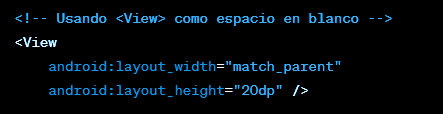 <!-- Usando <View> como espacio en blanco -->
<View
android:layout_width="match_parent"
android:layout_height="20dp" />